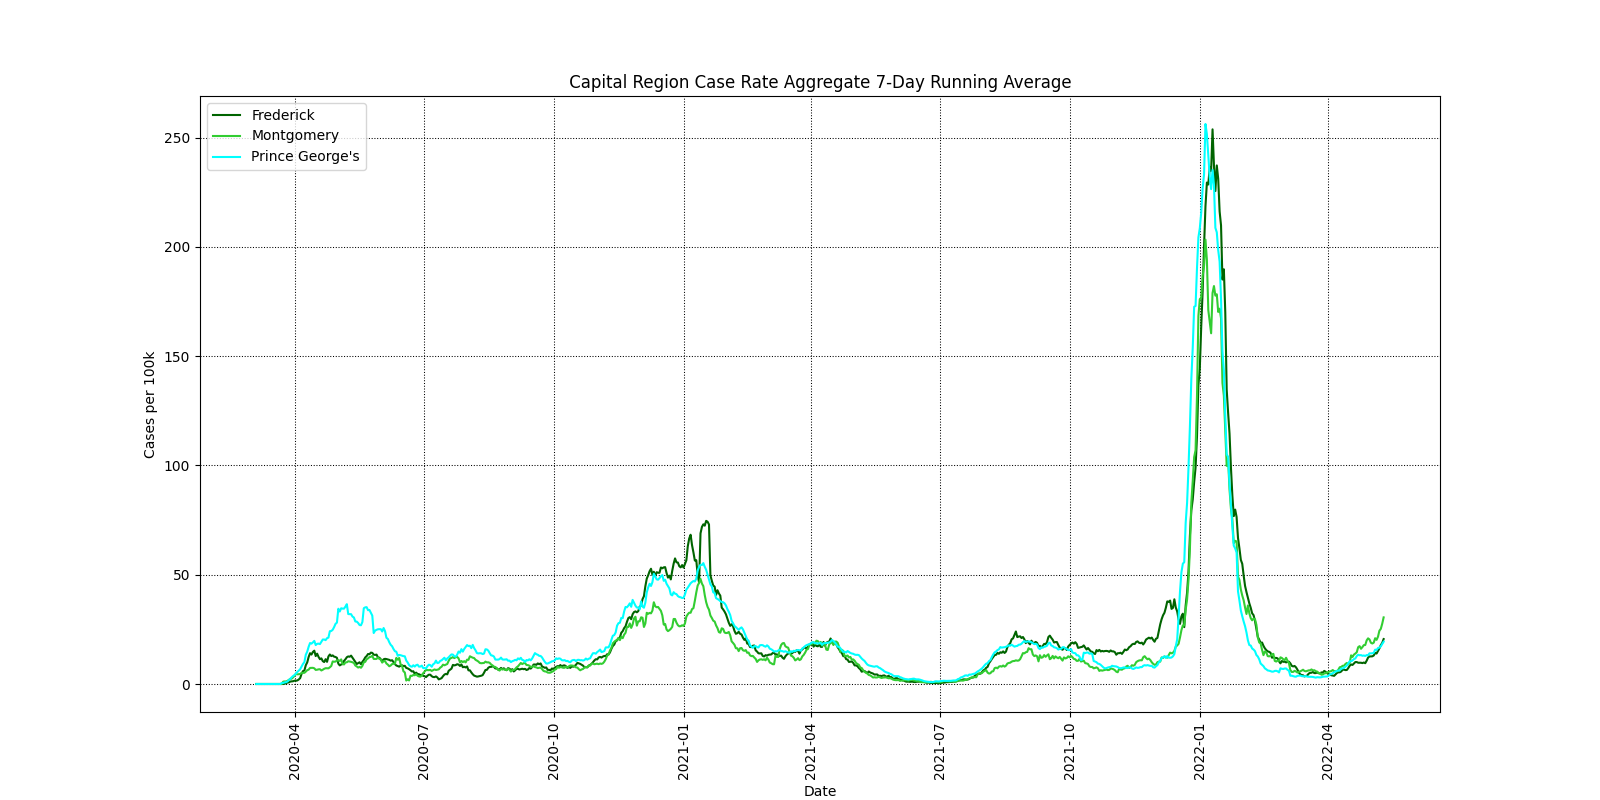 Capital Region Case Rate Aggregate 7-Day Running Average
Frederick
Montgomery
Prince George's
250
200
150
100
50
0
Cases per 100k
2020-04
2020-07
2020-10
2021-01
2021-04
2021-07
2021-10
2022-01
2022-04
Date